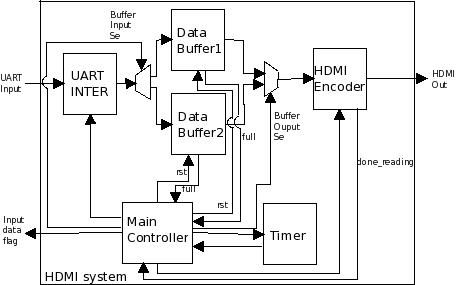 Buffer
Input
Se
Data
Buffer1
UART
Input
UART
INTER
HDMI
Encoder
HDMI
Out
Data
Buffer2
Buffer
Ouput
Se
full
done_reading
rst
full
rst
Input
data
flag
Main
Controller
Timer
HDMI system